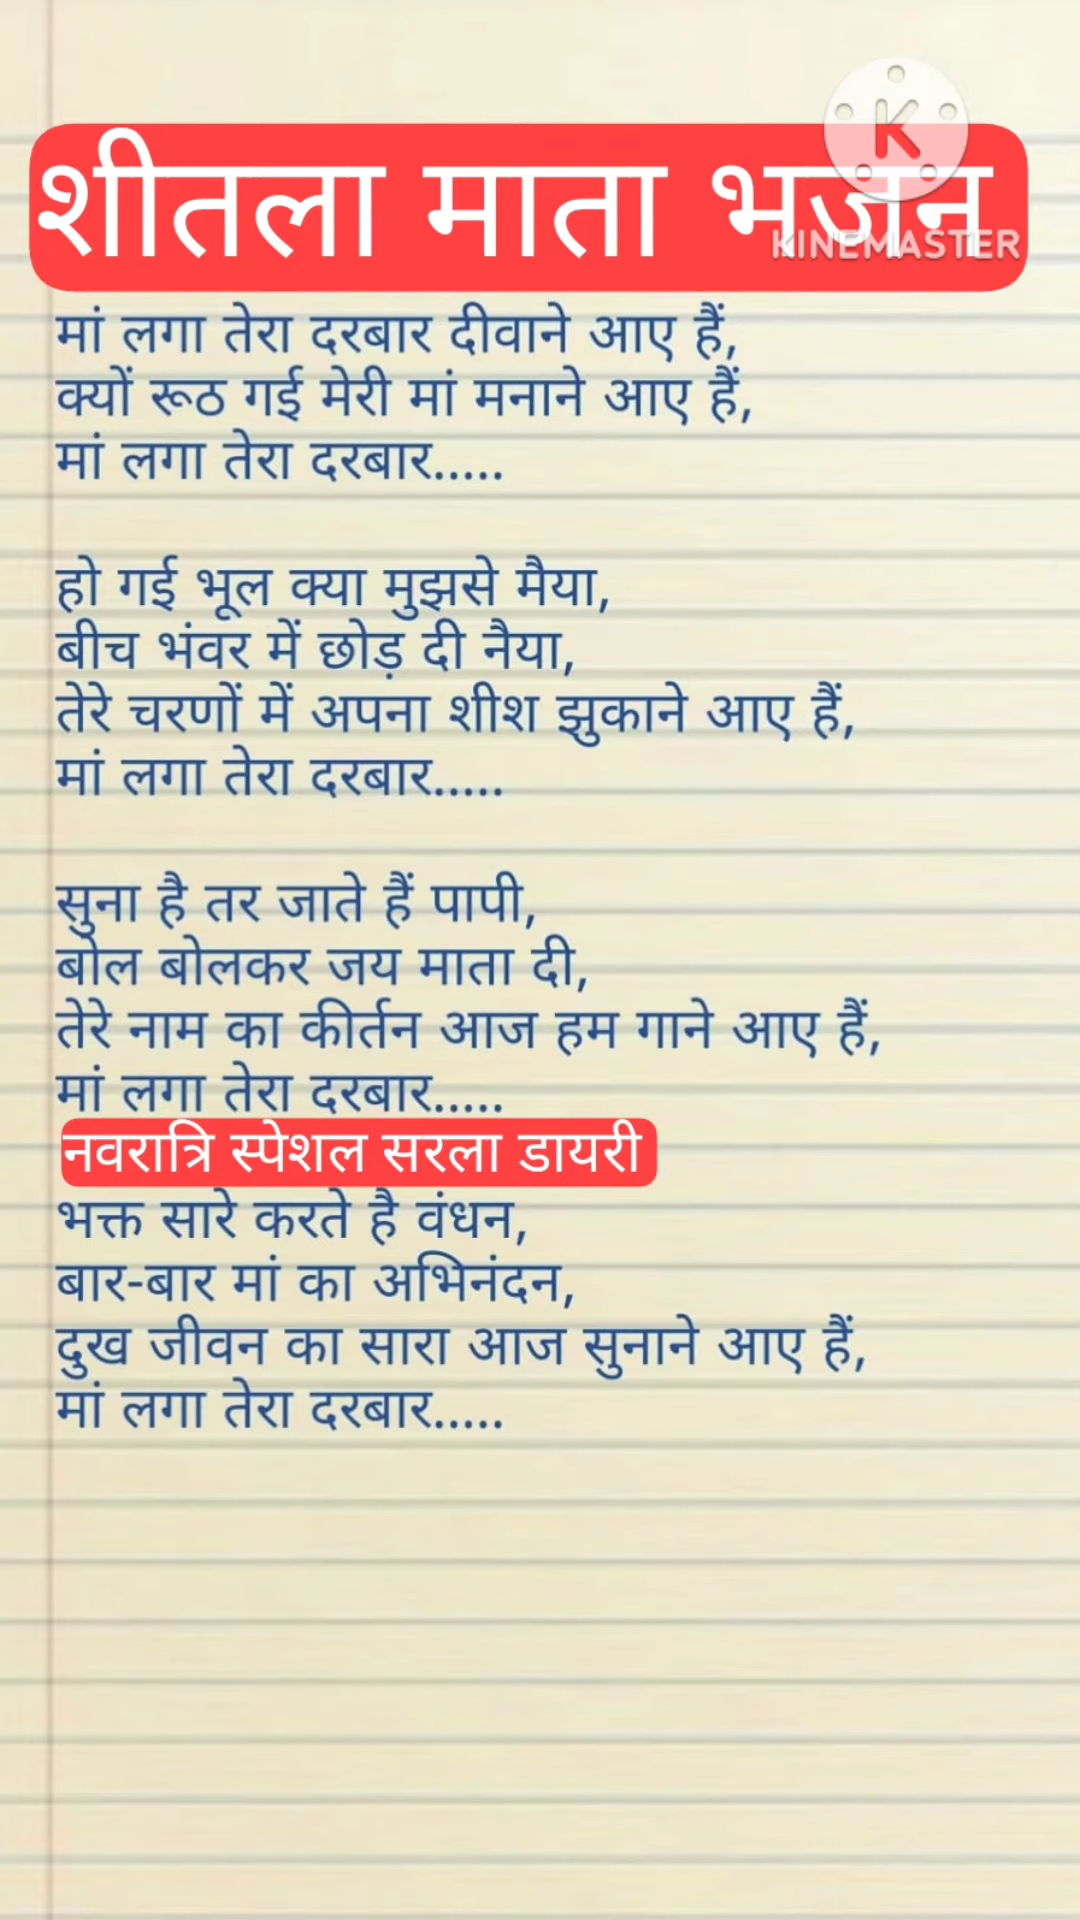 शीतला माता भजन
K
KINEMASTER
मां लगा तेरा दरबार दीवाने आए हैं,
क्यों रूठ गई मेरी मां मनाने आए हैं,
मां लगा तेरा दरबार.....
हो गई भूल क्या मुझसे मैया,
बीच भंवर में छोड़ दी नैया,
तेरे चरणों में अपना शीश झुकाने आए हैं,
मां लगा तेरा दरबार.....
सुना है तर जाते हैं पापी,
बोल बोलकर जय माता दी,
तेरे नाम का कीर्तन आज हम गाने आए हैं,
मां लगा तेरा दरबार.....
नवरात्रि स्पेशल सरला डायरी
भक्त सारे करते है वंधन,
बार-बार मां का अभिनंदन,
दुख जीवन का सारा आज सुनाने आए हैं,
मां लगा तेरा दरबार.....